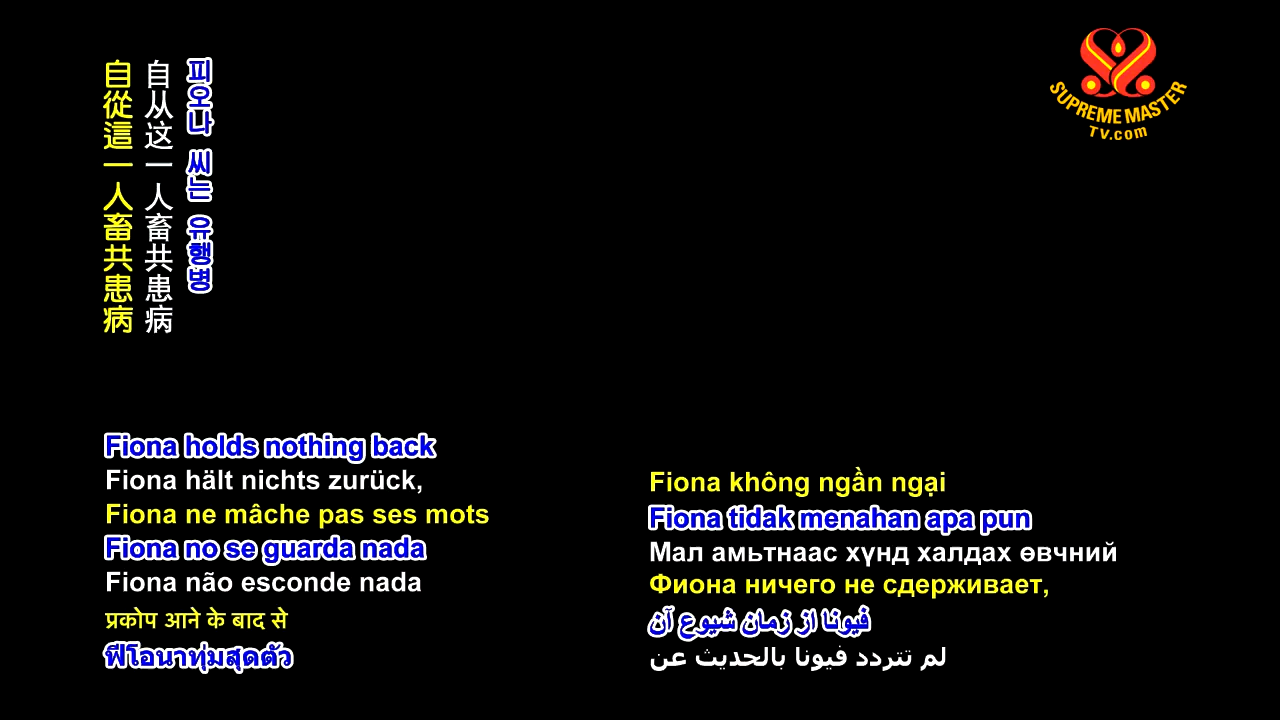 自從這一人畜共患病
自从这一人畜共患病
피오나 씨는 유행병
SUPREME MASTER
TV.com
Fiona holds nothing back
Fiona hält nichts zurück,
Fiona ne mâche pas ses mots
Fiona no se guarda nada
Fiona não esconde nada
प्रकोप आने के बाद से
ฟีโอนาทุ่มสุดตัว
Fiona không ngần ngại
Fiona tidak menahan apa pun
Мал амьтнаас хүнд халдах өвчний
Фиона ничего не сдерживает,
فیونا از زمان شیوع آن
لم تتردد فيونا بالحديث عن